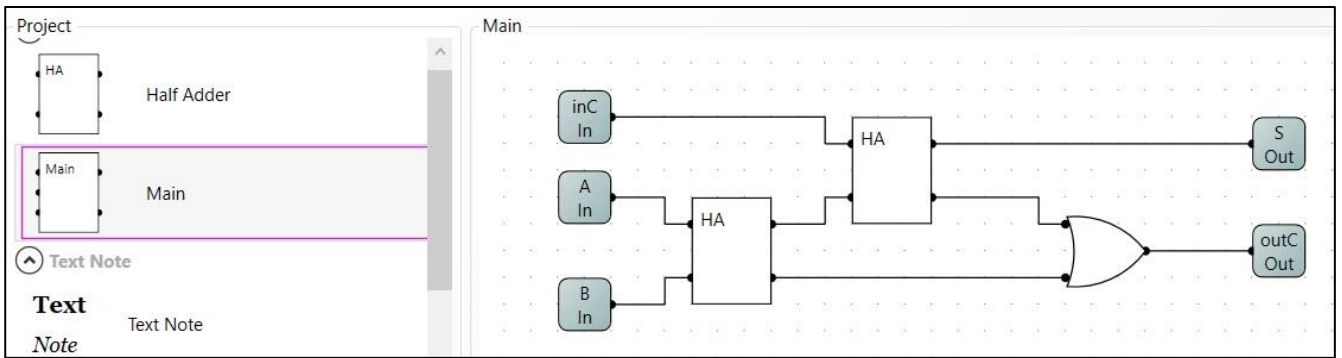 Project
HA
Half Adder
Main
Main
Text Note
Text
Note
Text Note
Main
inC
In
A
In
B
In
HA
HA
S
Out
outC
Out